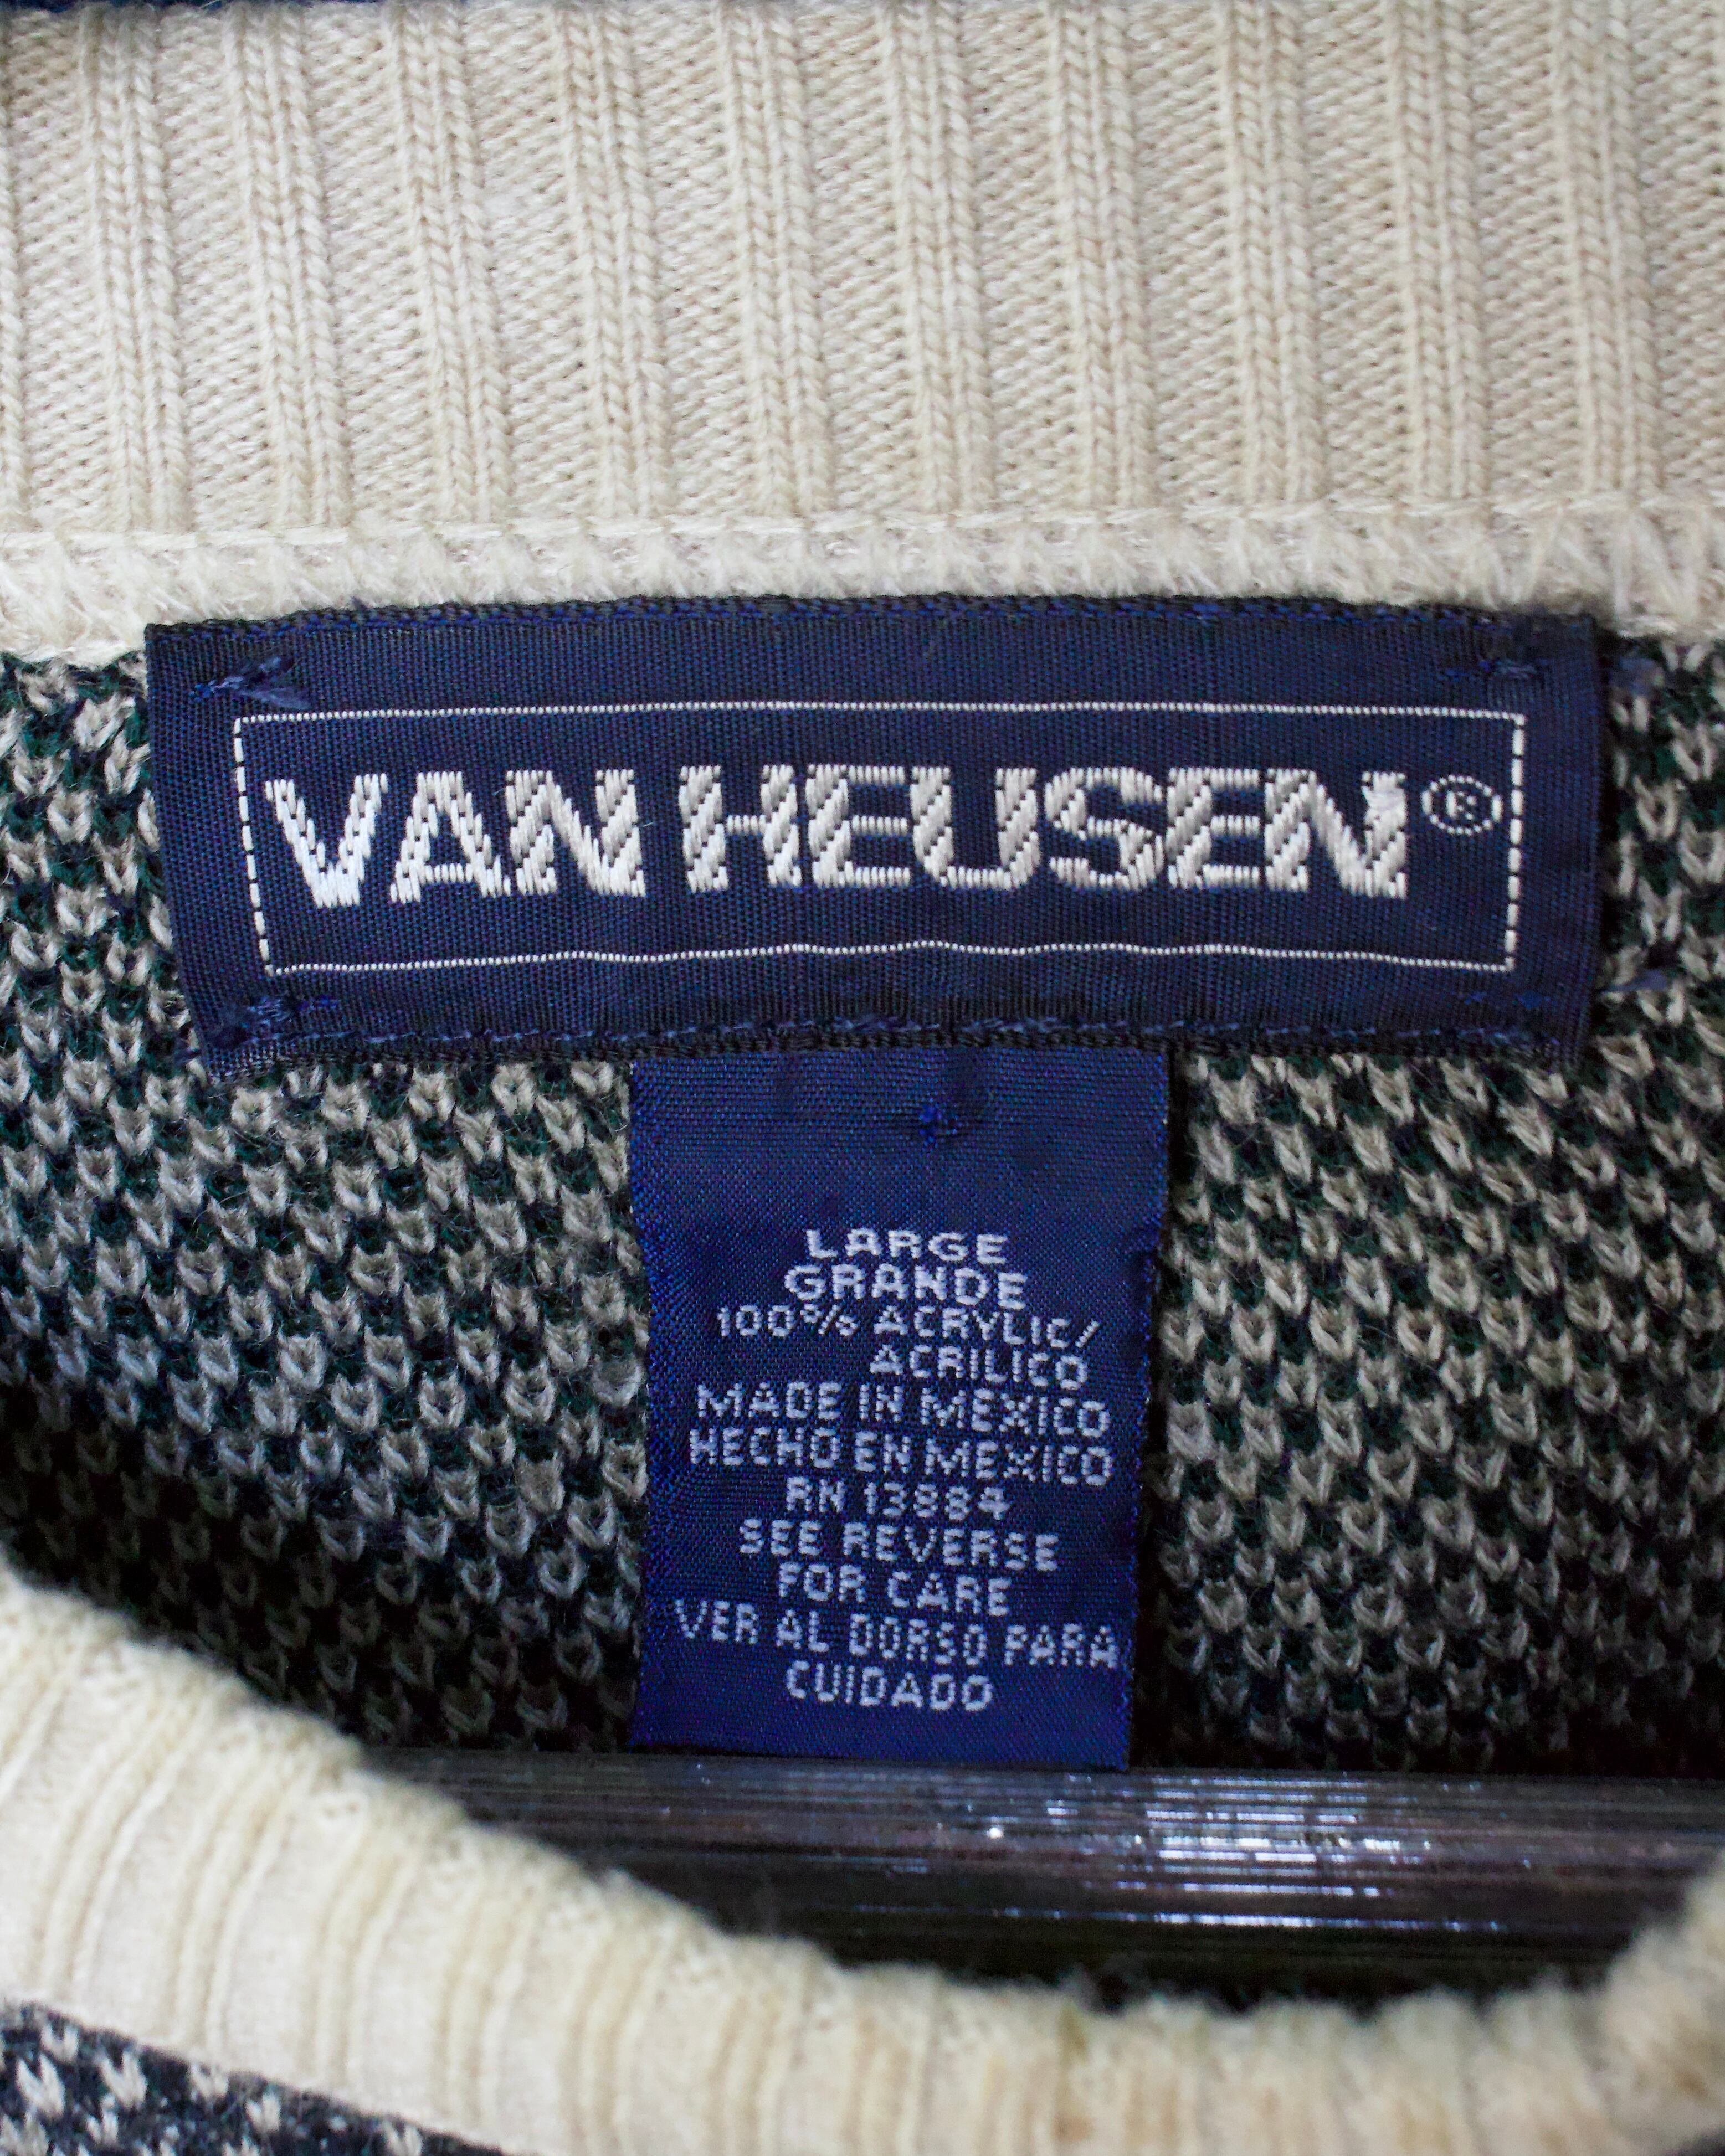 VAN HEUSEN®
LARGE
GRANDE
100% ACRYLIC/
ACRILICO
MADE IN MEXICO
HECHO EN MEXICO
RN 13884
SEE REVERSE
FOR CARE
VER AL DORSO PARA
CUIDADO